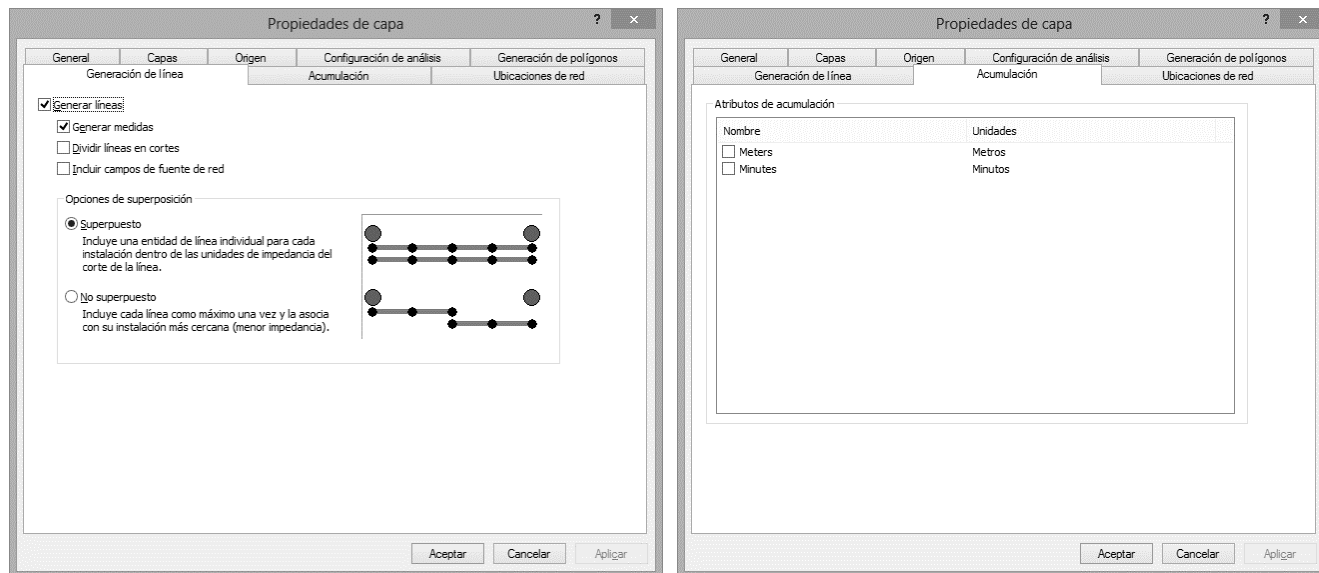 Propiedades de capa
?
×
General
Capas
Origen
Configuración de análisis
Generación de polígonos
Generación de línea
Acumulación
Ubicaciones de red
Generar líneas
Generar medidas
Dividir líneas en cortes
Incluir campos de fuente de red
Opciones de superposición
Superpuesto
Incluye una entidad de línea individual para cada
instalación dentro de las unidades de impedancia del
corte de la línea.
No superpuesto
Incluye cada línea como máximo una vez y la asocia
con su instalación más cercana (menor impedancia).
Aceptar
Cancelar
Aplicar
Propiedades de capa
?
×
General
Capas
Origen
Configuración de análisis
Generación de polígonos
Generación de línea
Acumulación
Ubicaciones de red
Atributos de acumulación
Nombre
Unidades
Meters
Metros
Minutes
Minutos
Aceptar
Cancelar
Aplicar